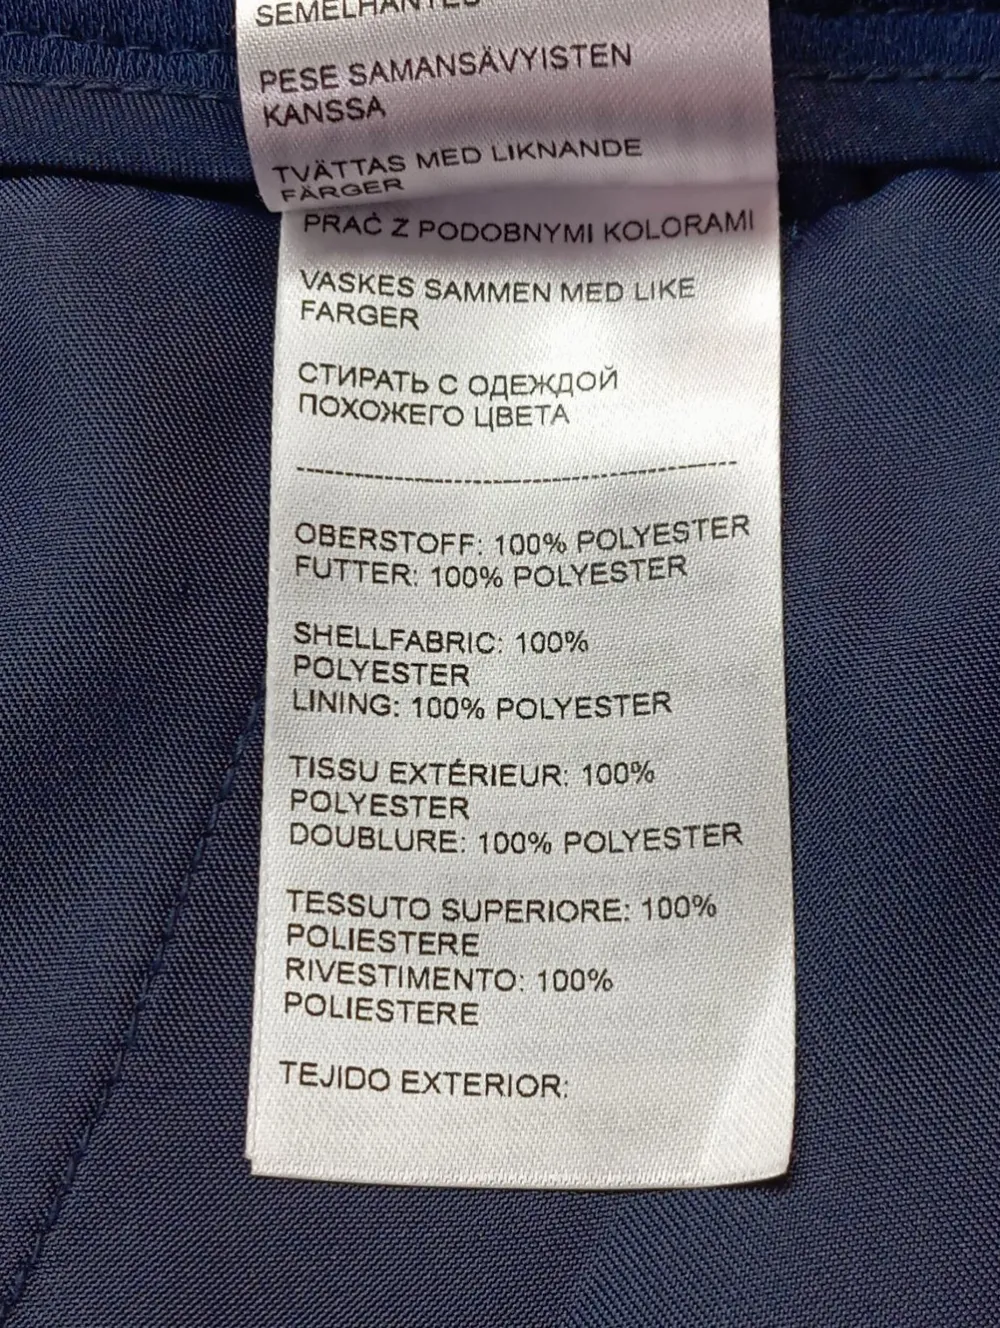 SEMELHANTES
PESE SAMANSÄVYISTEN
KANSSA
TVÄTTAS MED LIKNANDE
FÄRGER
PRAĆ Z PODOBNYMI KOLORAMI
VASKES SAMMEN MED LIKE
FARGER
СТИРАТЬ С ОДЕЖДОЙ
ПОХОЖЕГО ЦВЕТА
OBERSTOFF: 100% POLYESTER
FUTTER: 100% POLYESTER
SHELLFABRIC: 100%
POLYESTER
LINING: 100% POLYESTER
TISSU EXTÉRIEUR: 100%
POLYESTER
DOUBLURE: 100% POLYESTER
TESSUTO SUPERIORE: 100%
POLIESTERE
RIVESTIMENTO: 100%
POLIESTERE
TEJIDO EXTERIOR: